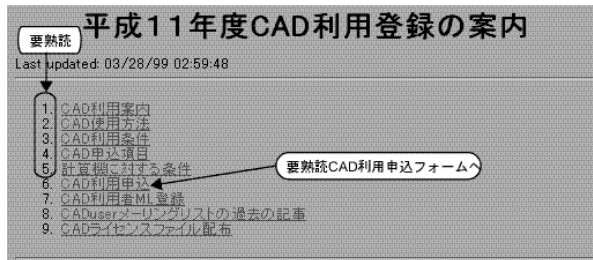 平成11年度CAD利用登録の案内
要熟読
Last updated: 03/28/99 02:59:48
1. CAD利用案内
2. CAD使用方法
3. CAD利用条件
4. CAD申込項目
5. 計算機に対する条件
要熟読CAD利用申込フォームへ
6. CAD利用申込
7. CAD利用者ML登録
8. CADuserメーリングリストの過去の記事
9. CADライセンスファイル配布